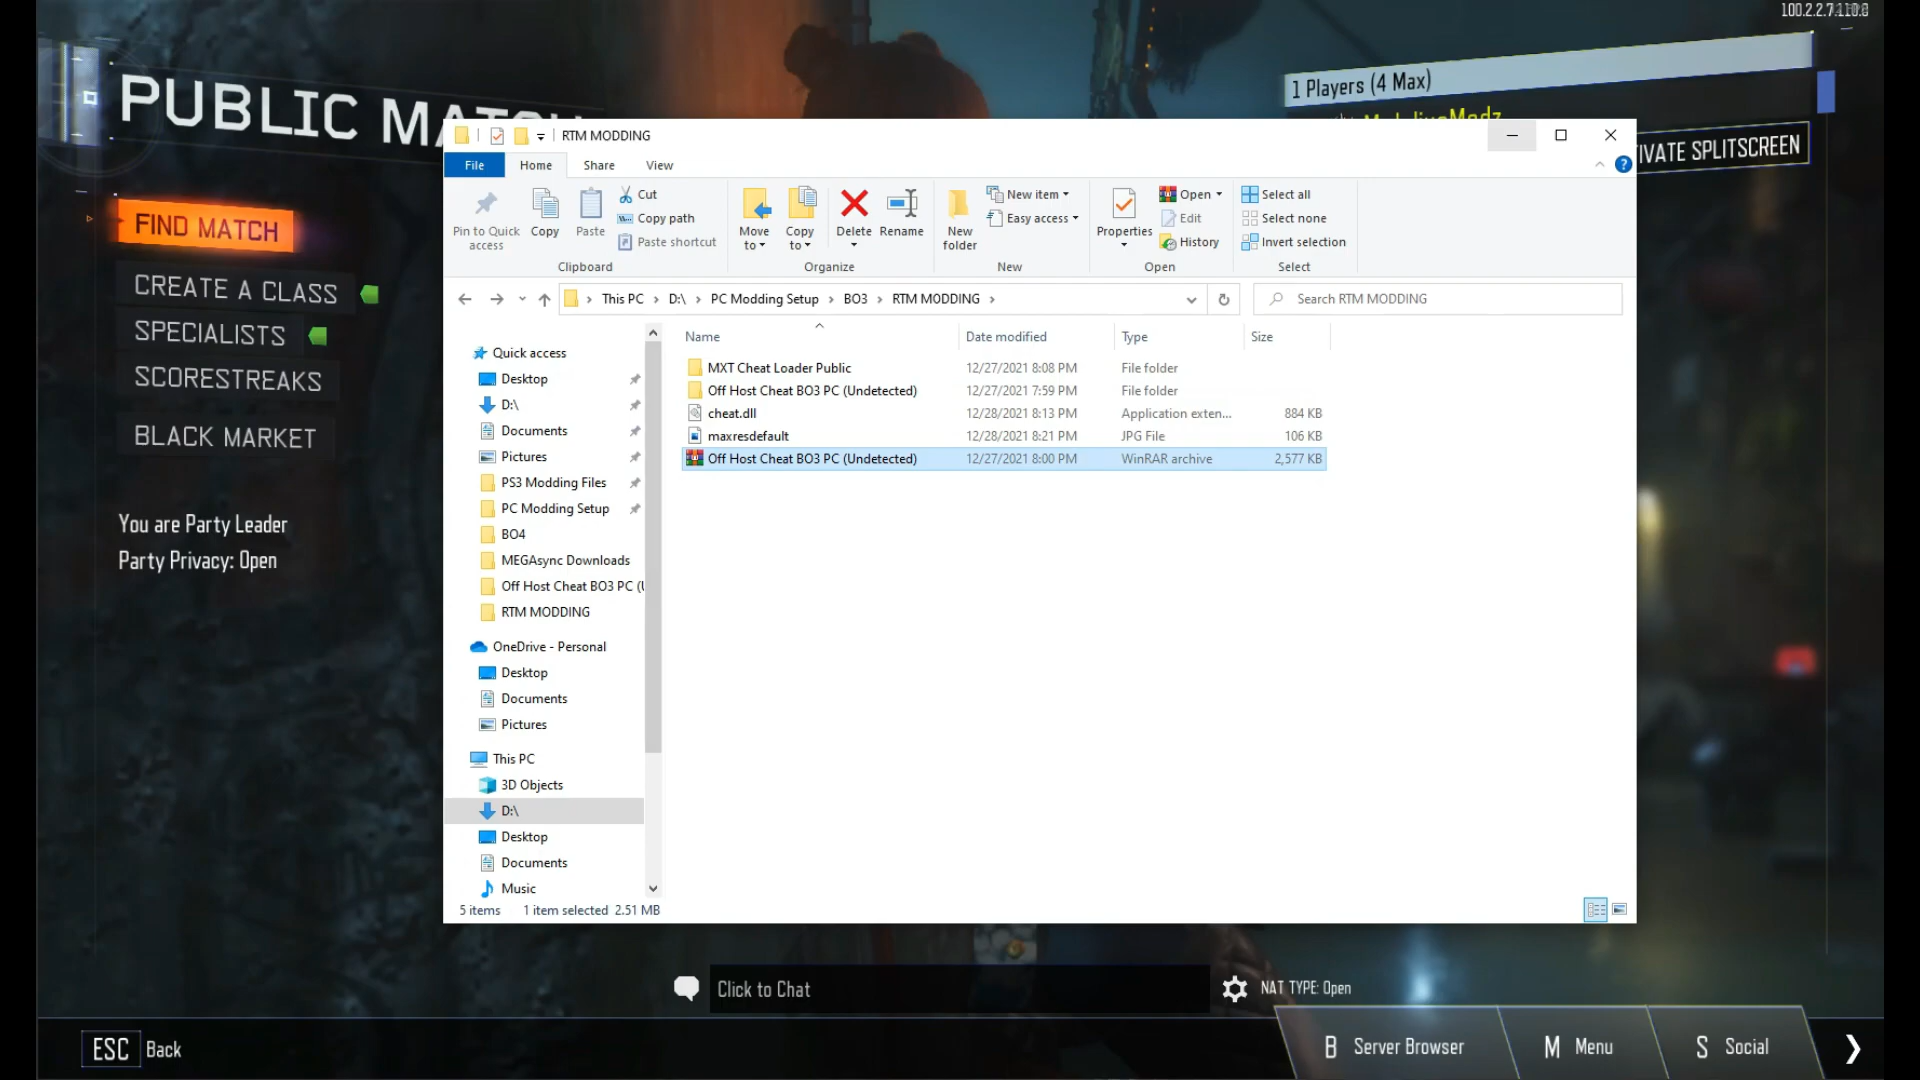 100.2.2.7.110.8
PUBLIC MATCH
1 Players (4 Max)
IVATE SPLITSCREEN
FIND MATCH
CREATE A CLASS
SPECIALISTS
SCORESTREAKS
BLACK MARKET
You are Party Leader
Party Privacy: Open
RTM MODDING
File Home Share View
Pin to Quick access
Copy
Paste
Cut
Copy path
Paste shortcut
Clipboard
Move to
Copy to
Delete
Rename
Organize
New folder
New item
Easy access
New
Properties
Open
Edit
History
Open
Select all
Select none
Invert selection
Select
This PC > D:\ > PC Modding Setup > BO3 > RTM MODDING >
Search RTM MODDING
Quick access
Desktop
D:\
Documents
Pictures
PS3 Modding Files
PC Modding Setup
BO4
MEGAsync Downloads
Off Host Cheat BO3 PC (U
RTM MODDING
OneDrive - Personal
Desktop
Documents
Pictures
This PC
3D Objects
D:\
Desktop
Documents
Music
Name Date modified Type Size
MXT Cheat Loader Public 12/27/2021 8:08 PM File folder
Off Host Cheat BO3 PC (Undetected) 12/27/2021 7:59 PM File folder
cheat.dll 12/28/2021 8:13 PM Application exten... 884 KB
maxresdefault 12/28/2021 8:21 PM JPG File 106 KB
Off Host Cheat BO3 PC (Undetected) 12/27/2021 8:00 PM WinRAR archive 2,577 KB
5 items 1 item selected 2.51 MB
Click to Chat
NAT TYPE: Open
ESC Back
B Server Browser
M Menu
S Social